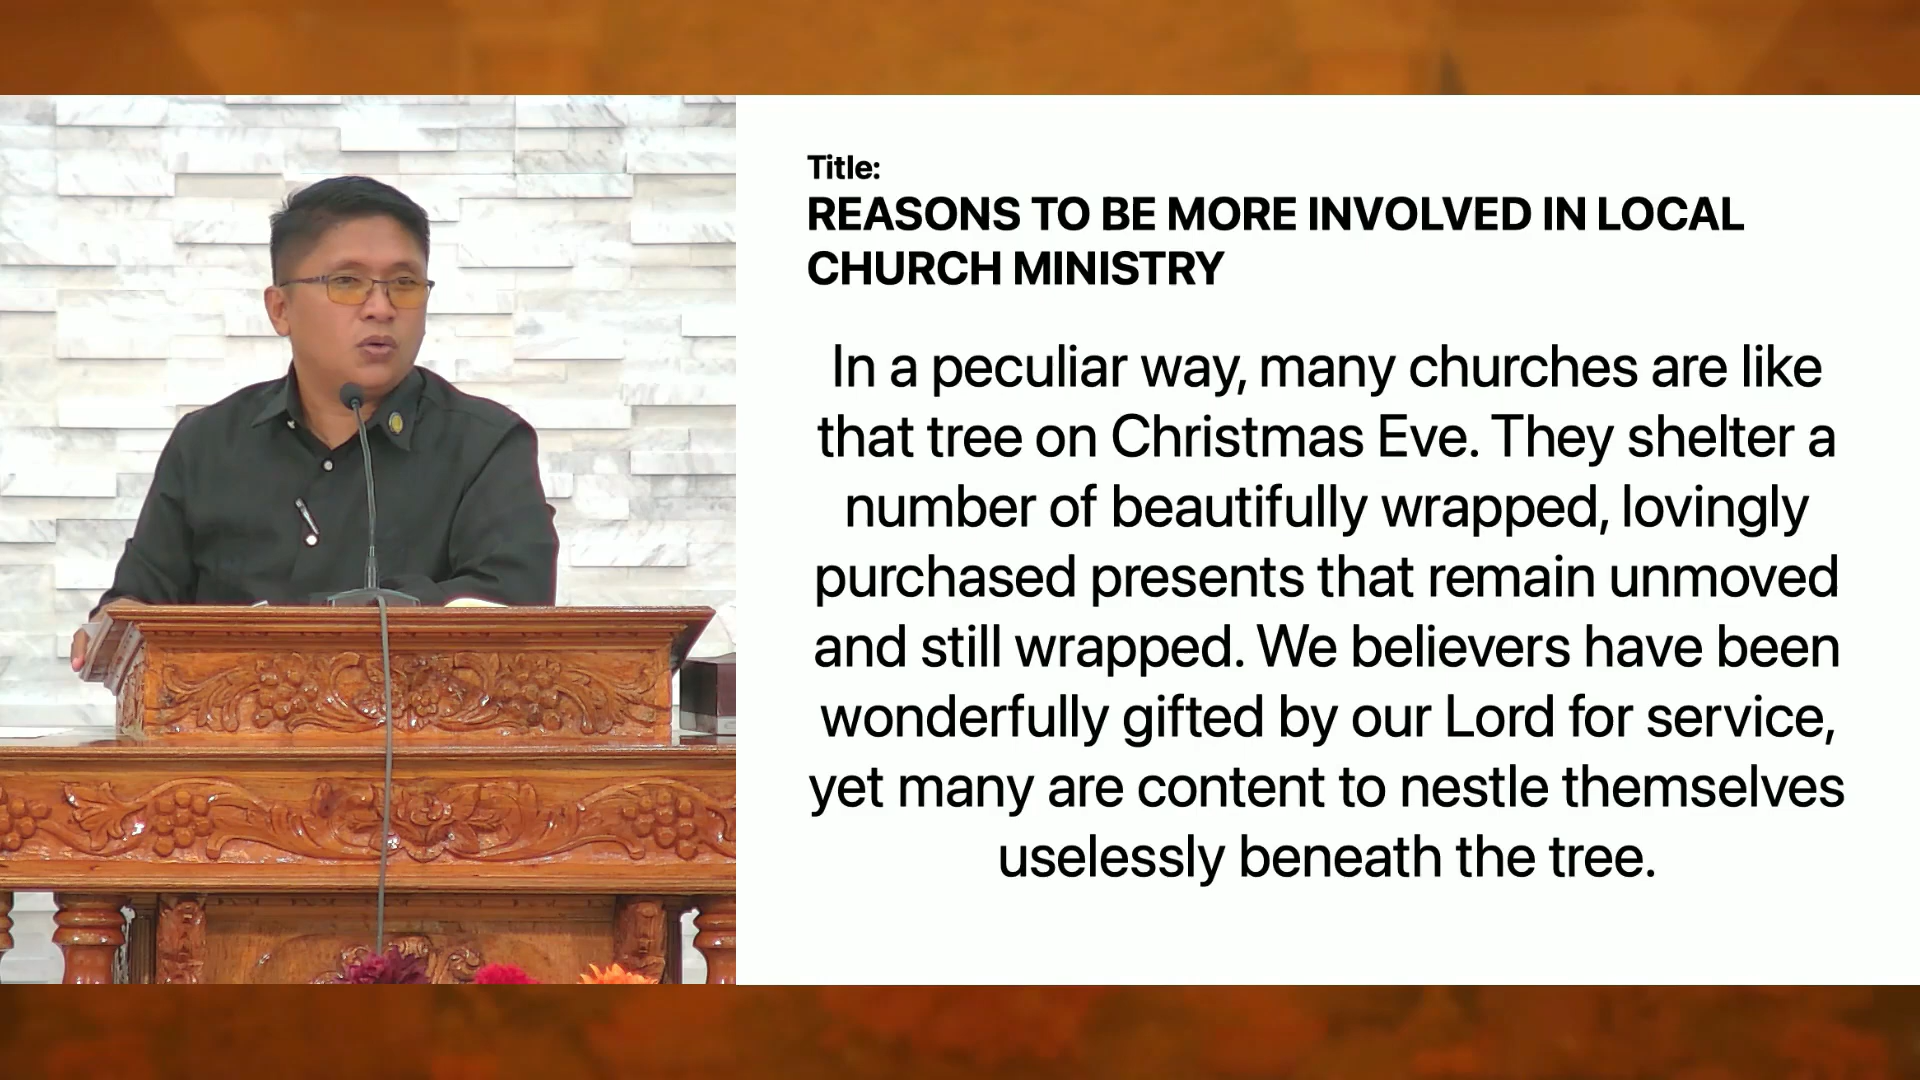 Title:
REASONS TO BE MORE INVOLVED IN LOCAL
CHURCH MINISTRY
In a peculiar way, many churches are like
that tree on Christmas Eve. They shelter a
number of beautifully wrapped, lovingly
purchased presents that remain unmoved
and still wrapped. We believers have been
wonderfully gifted by our Lord for service,
yet many are content to nestle themselves
uselessly beneath the tree.